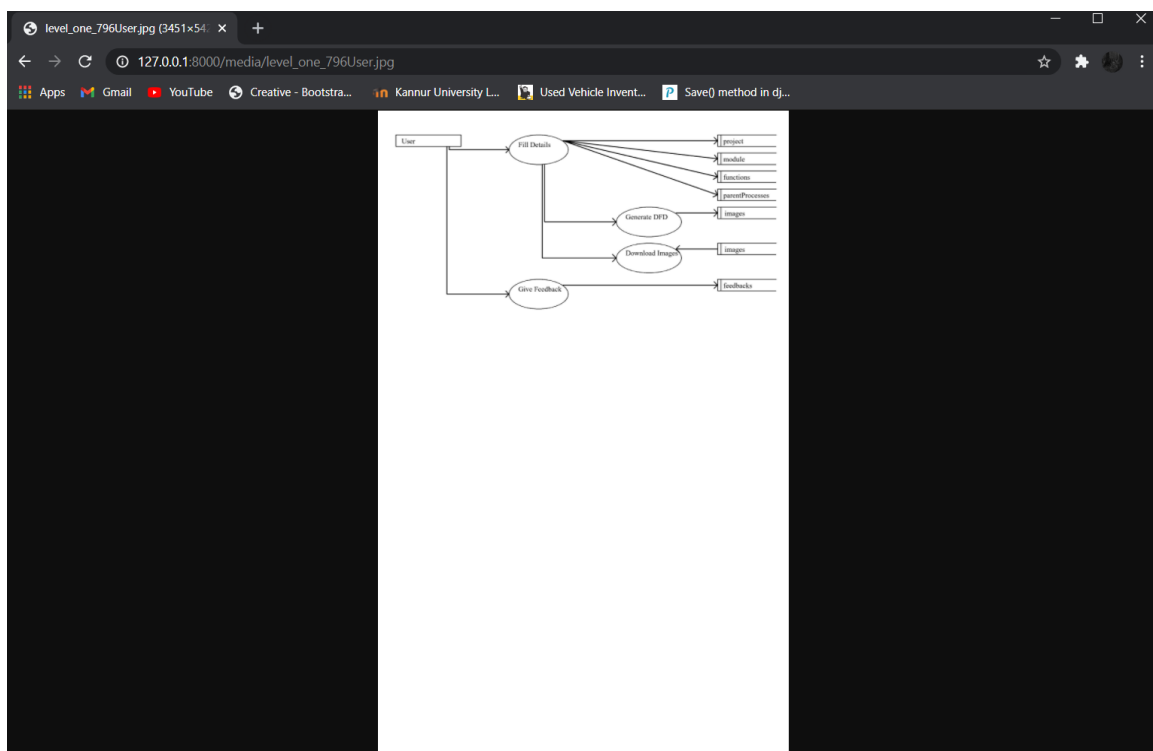 level_one_796User.jpg (3451×54
127.0.0.1:8000/media/level_one_796User.jpg
Apps Gmail YouTube Creative - Bootstra... Kannur University L... Used Vehicle Invent... Save() method in dj...
User
Fill Details
project
module
functions
parentProcesses
Generate DFD
images
Download Images
images
Give Feedback
feedbacks